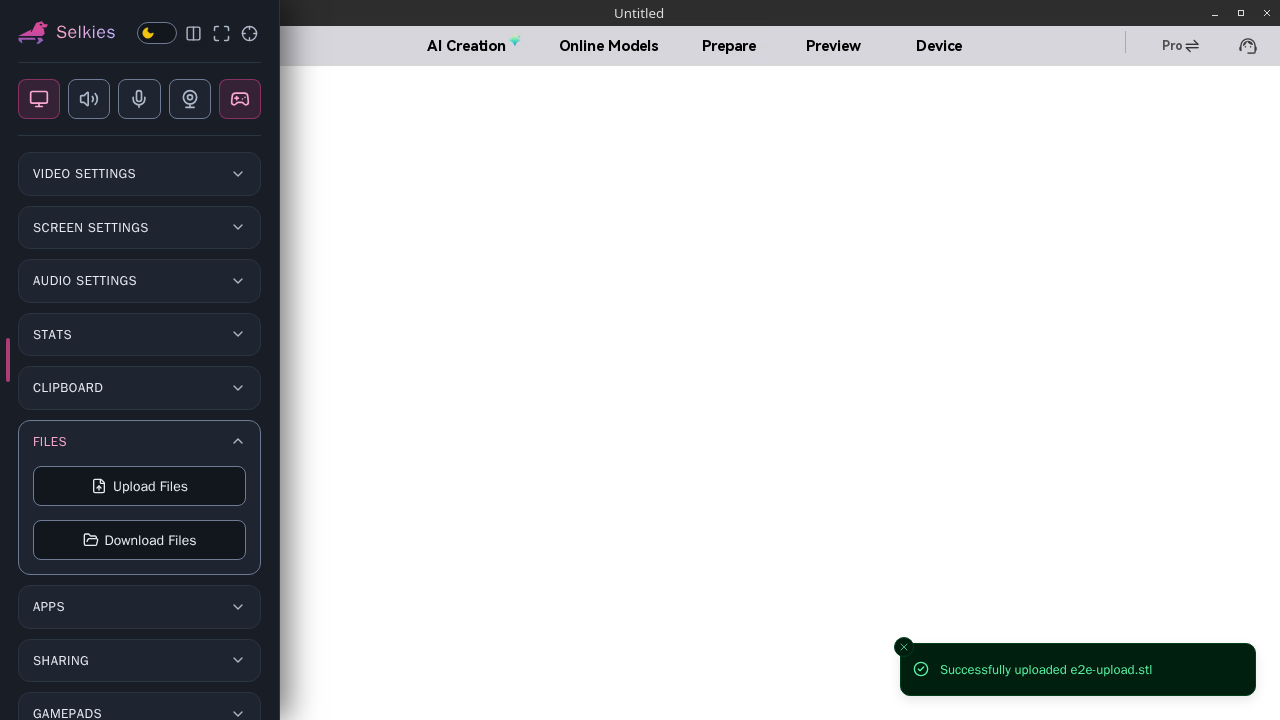 Untitled
Selkies
AI Creation
Online Models
Prepare
Preview
Device
Pro
VIDEO SETTINGS
SCREEN SETTINGS
AUDIO SETTINGS
STATS
CLIPBOARD
FILES
Upload Files
Download Files
APPS
SHARING
GAMEPADS
Successfully uploaded e2e-upload.stl